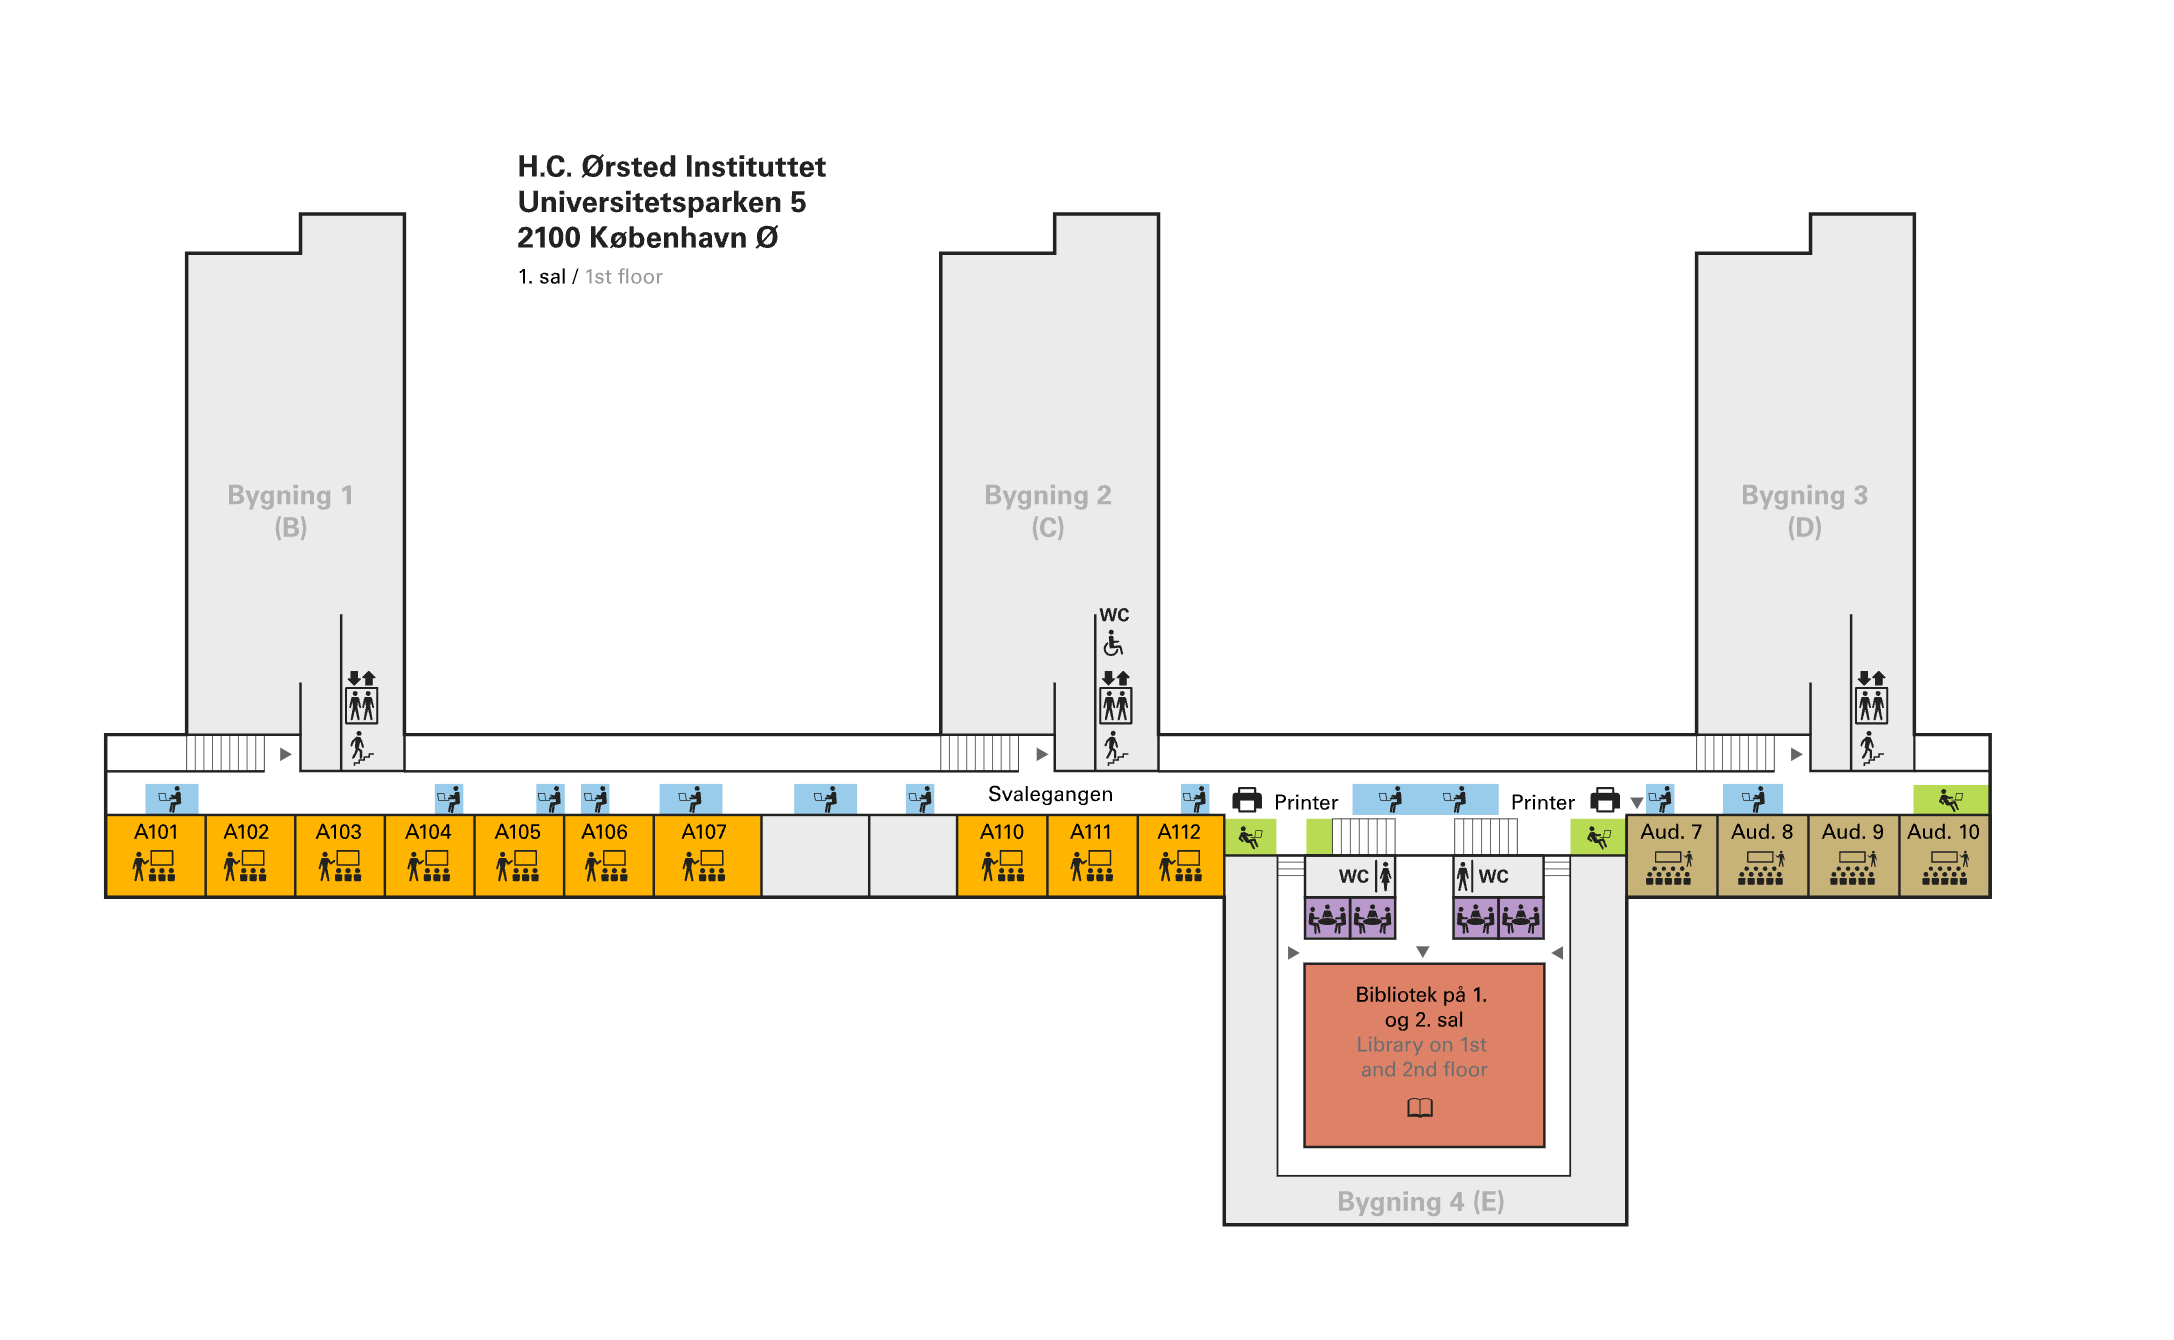 H.C. Ørsted Instituttet
Universitetsparken 5
2100 København Ø
1. sal / 1st floor
Bygning 1
(B)
Bygning 2
(C)
Bygning 3
(D)
WC
Svalegangen
Printer
Printer
A101
A102
A103
A104
A105
A106
A107
A110
A111
A112
Aud. 7
Aud. 8
Aud. 9
Aud. 10
WC
WC
Bibliotek på 1.
og 2. sal
Library on 1st
and 2nd floor
Bygning 4 (E)